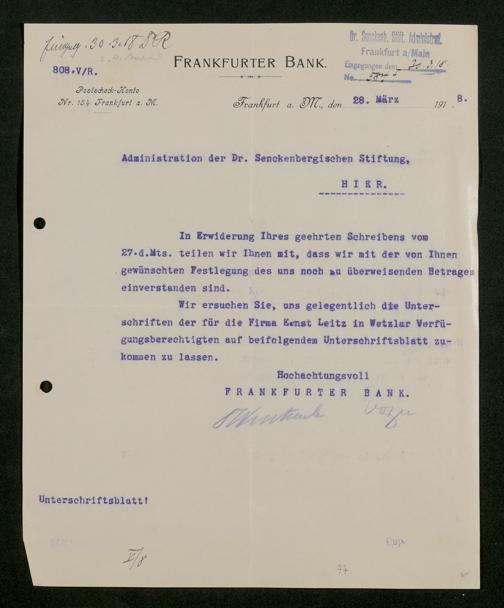 30.3.18
808.V/R.
FRANKFURTER BANK.
Dr. Senckenb. Stift. Administrat.
Frankfurt a/Main
Eingegangen den 30.3.18
No.
Postscheck-Konto
Nr. 154 Frankfurt a. M.
Frankfurt a. M., den 28. März 1918.
Administration der Dr. Senckenbergischen Stiftung,
HIER.
In Erwiderung Ihres geehrten Schreibens vom
27.d.Mts. teilen wir Ihnen mit, dass wir mit der von Ihnen
gewünschten Festlegung des uns noch zu überweisenden Betrages
einverstanden sind.
Wir ersuchen Sie, uns gelegentlich die Unter-
schriften der für die Firma Ernst Leitz in Wetzlar Verfü-
gungsberechtigten auf beifolgendem Unterschriftsblatt zu-
kommen zu lassen.
Hochachtungsvoll
FRANKFURTER BANK.
Unterschriftsblatt!
V/8
77